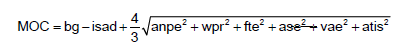 MOC = bg – isad + 4/3 √(anpe² + wpr² + fte² + ase² + vae² + atis²)